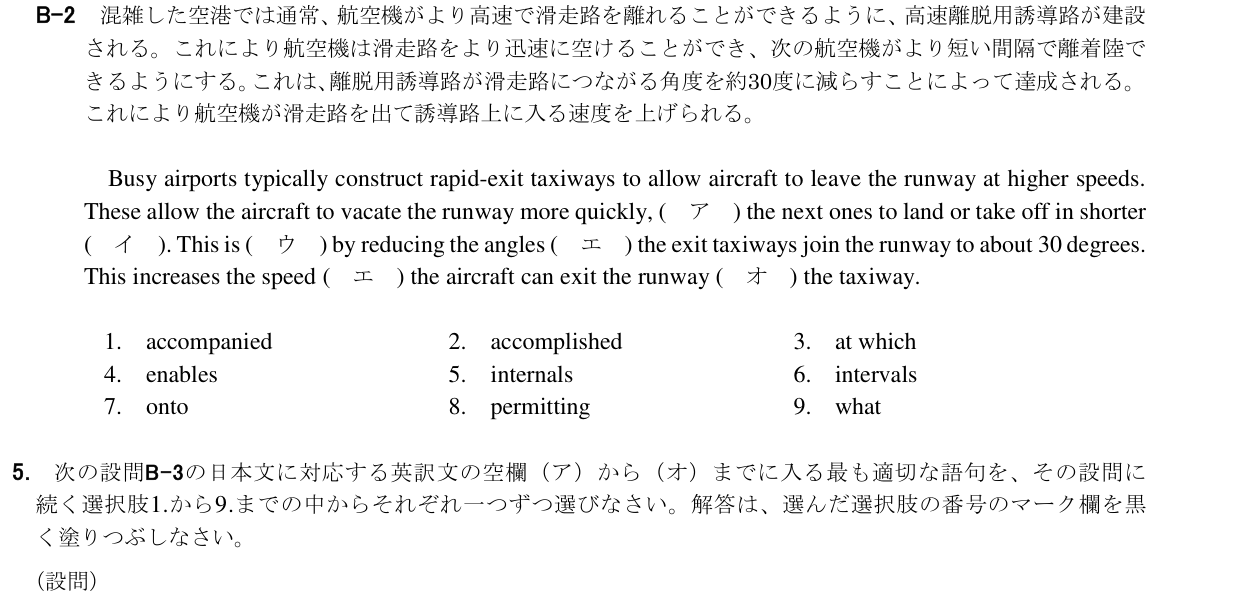 B-2 混雑した空港では通常、航空機がより高速で滑走路を離れることができるように、高速離脱用誘導路が建設
される。これにより航空機は滑走路をより迅速に空けることができ、次の航空機がより短い間隔で離着陸で
きるようにする。これは、離脱用誘導路が滑走路につながる角度を約30度に減らすことによって達成される。
これにより航空機が滑走路を出て誘導路上に入る速度を上げられる。
Busy airports typically construct rapid-exit taxiways to allow aircraft to leave the runway at higher speeds.
These allow the aircraft to vacate the runway more quickly, ( ア ) the next ones to land or take off in shorter
( イ ). This is ( ウ ) by reducing the angles ( エ ) the exit taxiways join the runway to about 30 degrees.
This increases the speed ( エ ) the aircraft can exit the runway ( オ ) the taxiway.
1. accompanied 2. accomplished 3. at which
4. enables 5. internals 6. intervals
7. onto 8. permitting 9. what
5. 次の設問B-3の日本文に対応する英訳文の空欄（ア）から（オ）までに入る最も適切な語句を、その設問に
続く選択肢1.から9.までの中からそれぞれ一つずつ選びなさい。解答は、選んだ選択肢の番号のマーク欄を黒
く塗りつぶしなさい。
（設問）